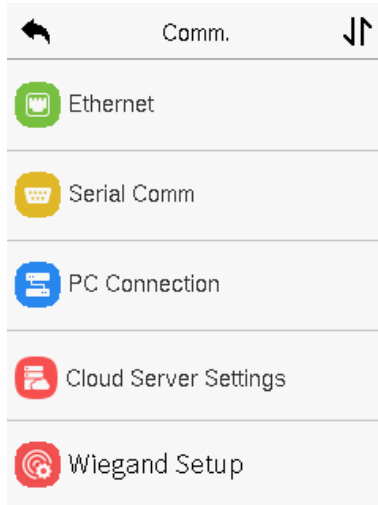 Comm.
Ethernet
Serial Comm
PC Connection
Cloud Server Settings
Wiegand Setup